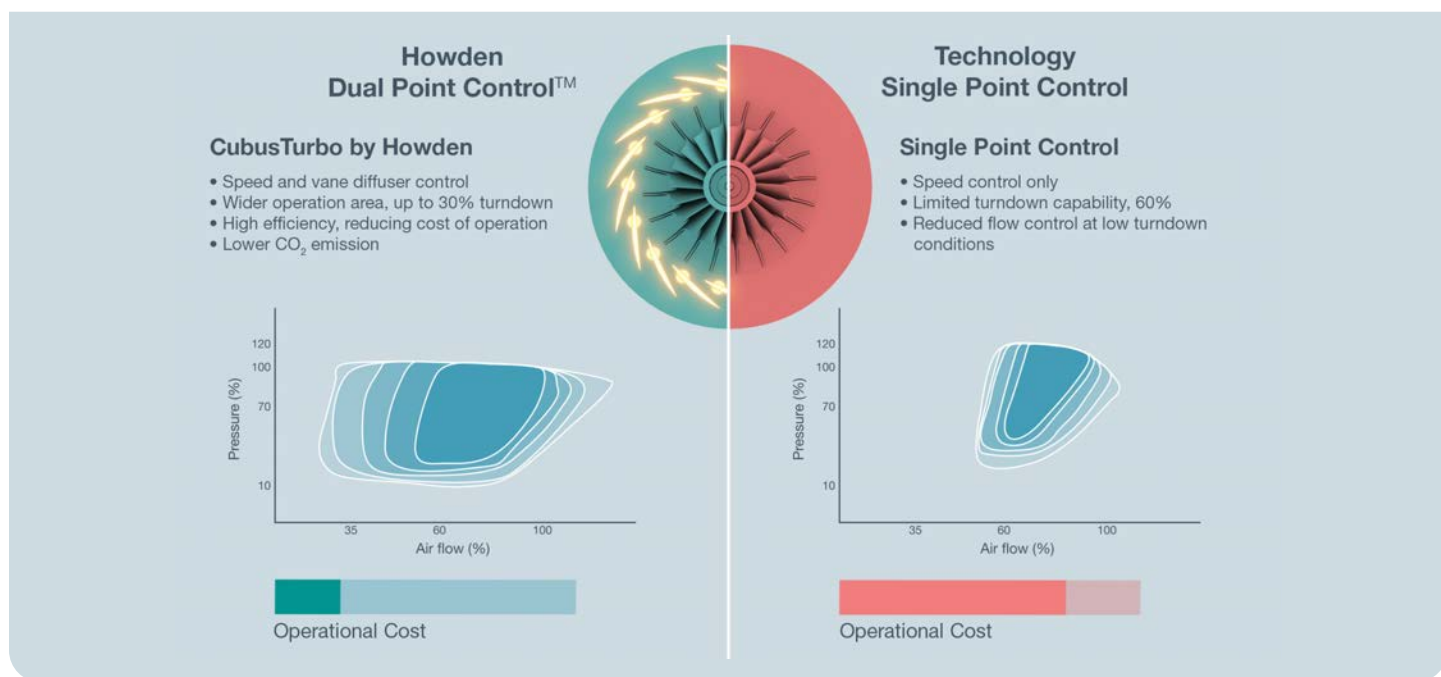 Howden
Dual Point Control™
CubusTurbo by Howden
• Speed and vane diffuser control
• Wider operation area, up to 30% turndown
• High efficiency, reducing cost of operation
• Lower CO₂ emission
Pressure (%)
120
100
70
10
35 60 100
Air flow (%)
Operational Cost
Technology
Single Point Control
Single Point Control
• Speed control only
• Limited turndown capability, 60%
• Reduced flow control at low turndown
conditions
Pressure (%)
120
100
70
10
35 60 100
Air flow (%)
Operational Cost